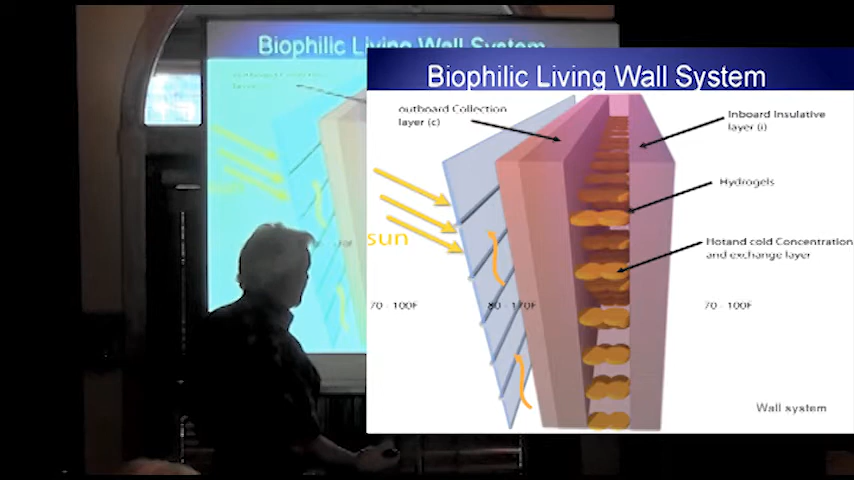 Biophilic Living Wall System
Biophilic Living Wall System
outboard Collection
layer (c)
Inboard Insulative
layer (i)
Hydrogels
sun
Hotand cold Concentration
and exchange layer
70 - 100F
80 - 170F
70 - 100F
Wall system